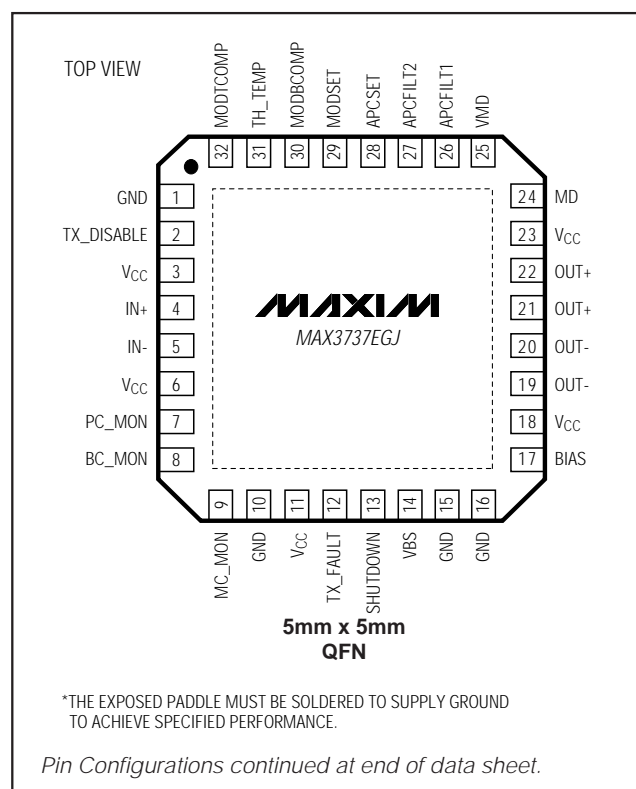 TOP VIEW
MODTCOMP
TH_TEMP
MODBCOMP
MODSET
APCSET
APCFILT2
APCFILT1
VMD
32
31
30
29
28
27
26
25
GND 1
TX_DISABLE 2
VCC 3
IN+ 4
IN- 5
VCC 6
PC_MON 7
BC_MON 8
24 MD
23 VCC
22 OUT+
21 OUT+
20 OUT-
19 OUT-
18 VCC
17 BIAS
MAXIM
MAX3737EGJ
9
10
11
12
13
14
15
16
MC_MON
GND
VCC
TX_FAULT
SHUTDOWN
VBS
GND
GND
5mm x 5mm
QFN
*THE EXPOSED PADDLE MUST BE SOLDERED TO SUPPLY GROUND
TO ACHIEVE SPECIFIED PERFORMANCE.
Pin Configurations continued at end of data sheet.